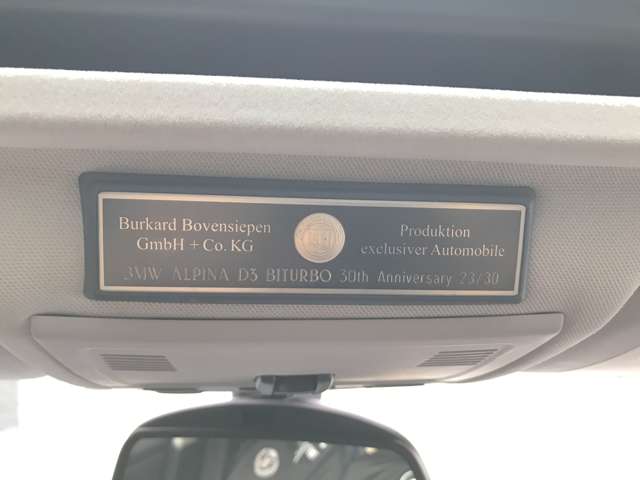 Burkard Bovensiepen
GmbH + Co. KG
Produktion
exclusiver Automobile
BMW ALPINA D3 BITURBO 30th Anniversary 23/30